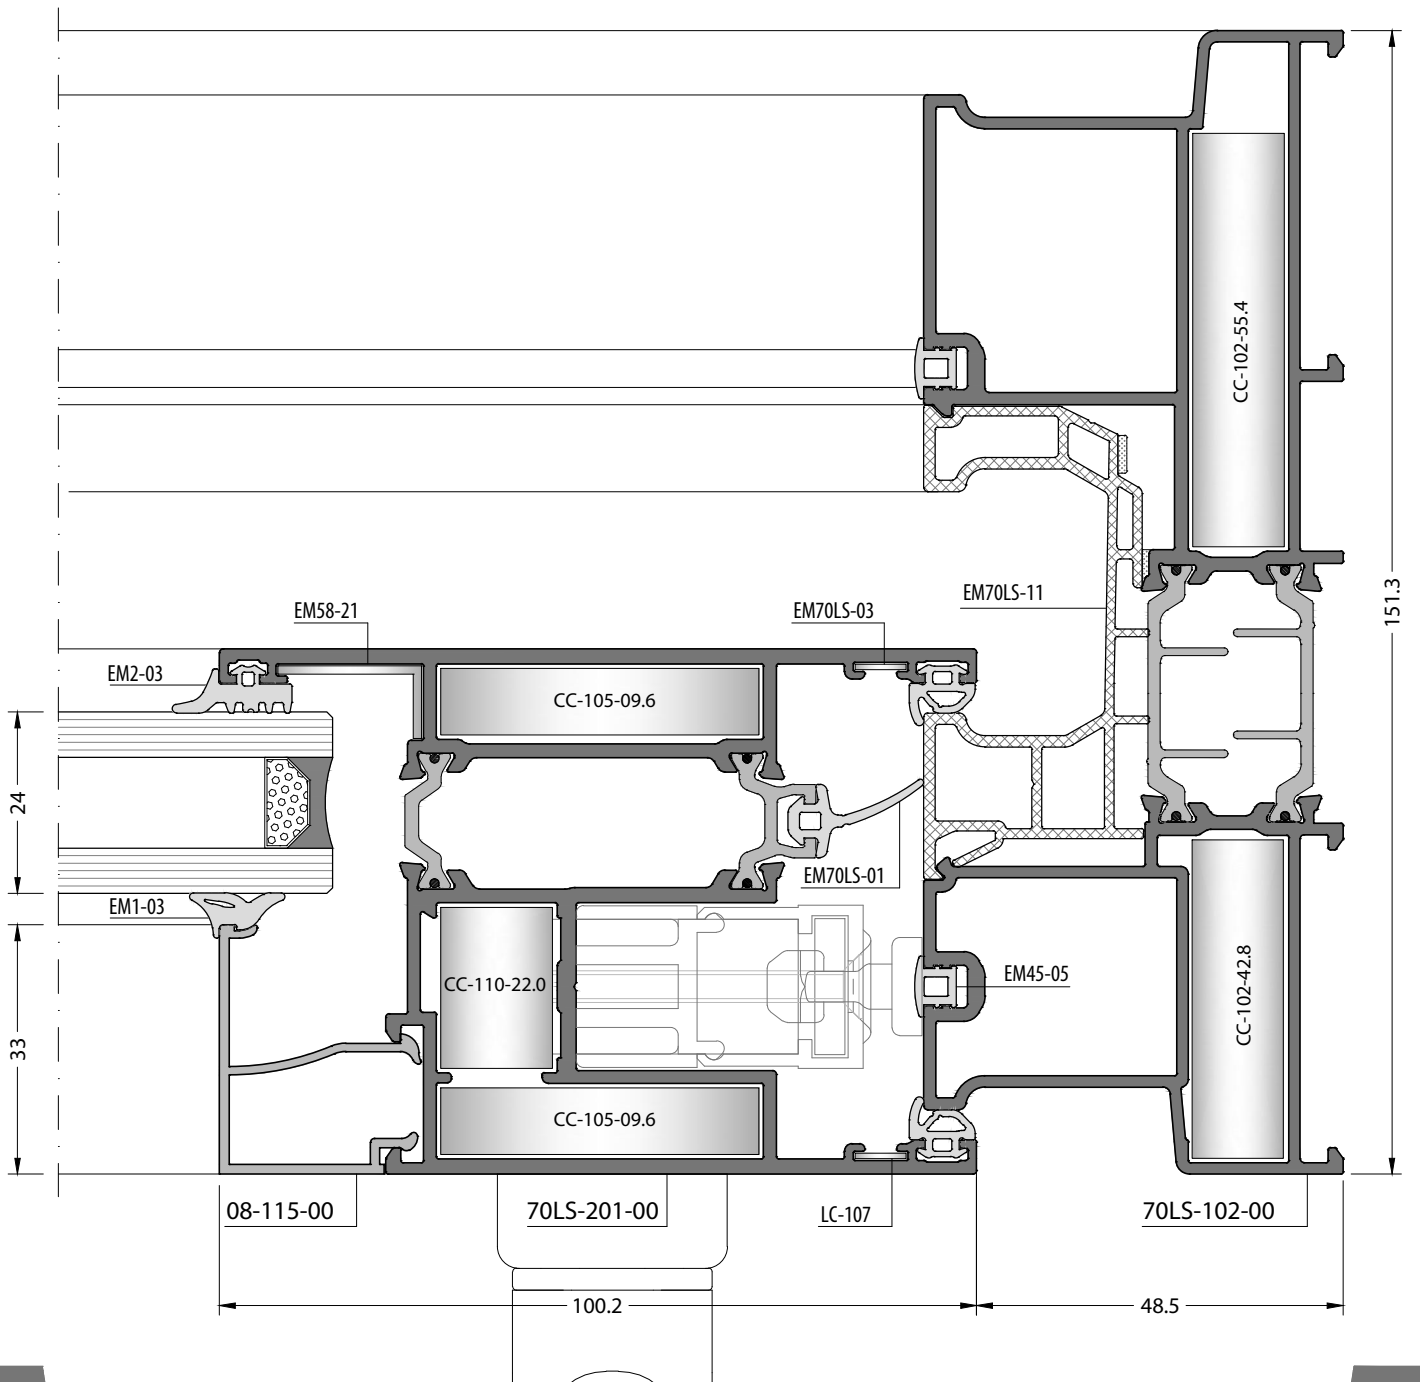 CC-102-55.4
151.3
EM70LS-11
EM58-21
EM70LS-03
EM2-03
CC-105-09.6
24
EM70LS-01
EM1-03
CC-110-22.0
EM45-05
CC-102-42.8
33
CC-105-09.6
08-115-00
70LS-201-00
LC-107
70LS-102-00
100.2
48.5